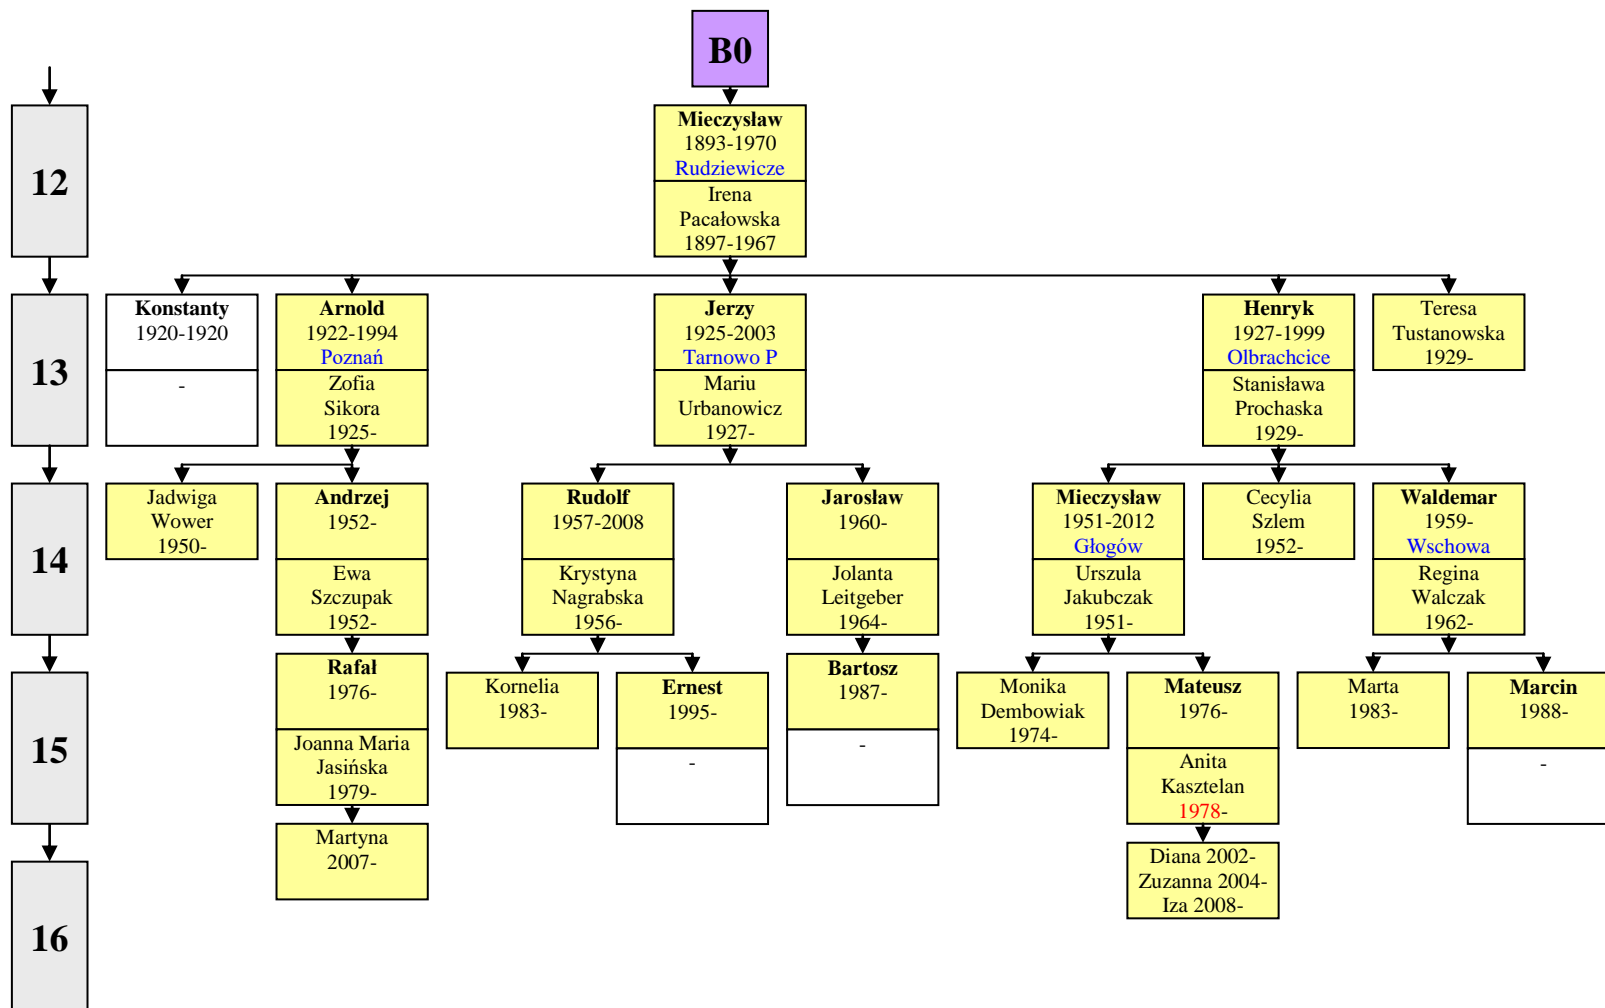 B0
12
Mieczysław
1893-1970
Rudziewicze
Irena
Pacałowska
1897-1967
13
Konstanty
1920-1920
-
Arnold
1922-1994
Poznań
Zofia
Sikora
1925-
Jerzy
1925-2003
Tarnowo P
Mariu
Urbanowicz
1927-
Henryk
1927-1999
Olbrachcice
Stanisława
Prochaska
1929-
Teresa
Tustanowska
1929-
14
Jadwiga
Wower
1950-
Andrzej
1952-
Ewa
Szczupak
1952-
Rudolf
1957-2008
Krystyna
Nagrabska
1956-
Jarosław
1960-
Jolanta
Leitgeber
1964-
Mieczysław
1951-2012
Głogów
Urszula
Jakubczak
1951-
Cecylia
Szlem
1952-
Waldemar
1959-
Wschowa
Regina
Walczak
1962-
15
Rafał
1976-
Joanna Maria
Jasińska
1979-
Kornelia
1983-
Ernest
1995-
-
Bartosz
1987-
-
Monika
Dembowiak
1974-
Mateusz
1976-
Anita
Kasztelan
1978-
Marta
1983-
Marcin
1988-
-
16
Martyna
2007-
Diana 2002-
Zuzanna 2004-
Iza 2008-